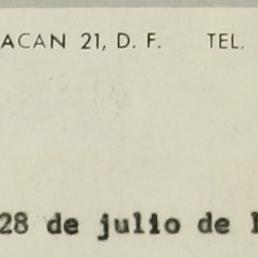 ACAN 21, D. F. TEL.
28 de julio de